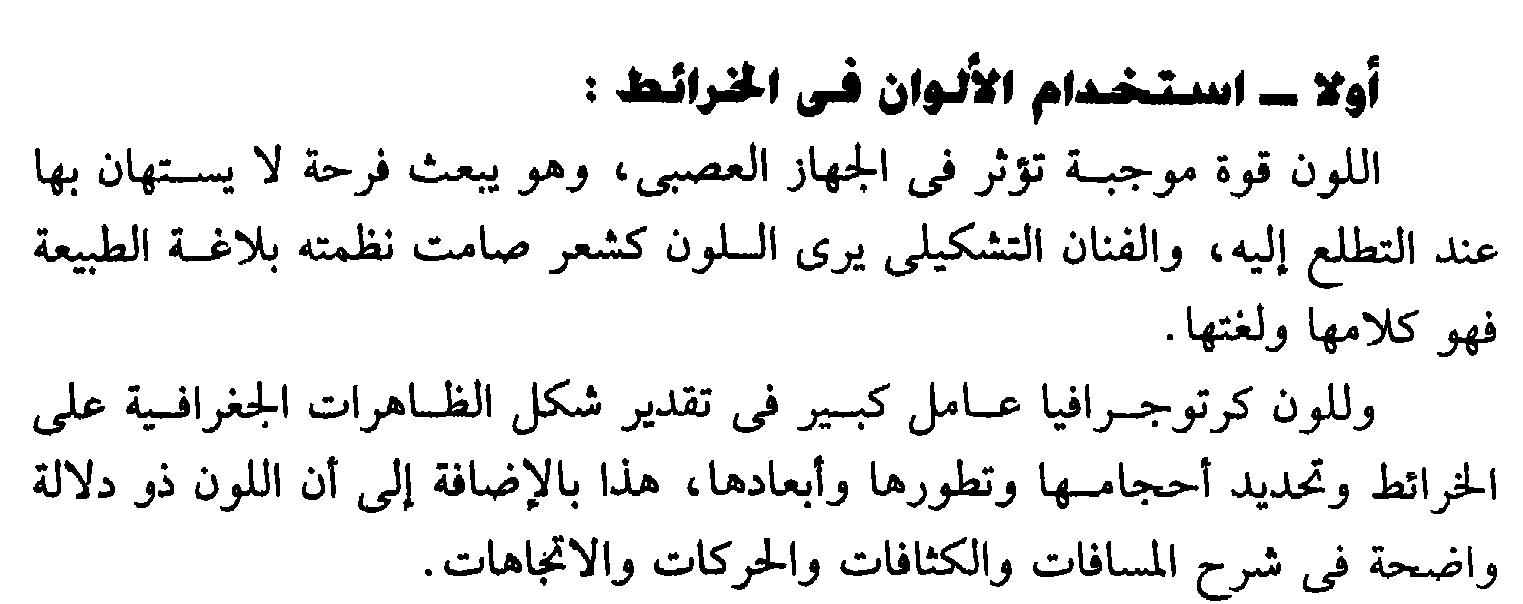 أولا – استخدام الألوان فى الخرائط :
اللون قوة موجبة تؤثر فى الجهاز العصبى، وهو يبعث فرحة لا يستهان بها
عند التطلع إليه، والفنان التشكيلى يرى اللون كشعر صامت نظمته بلاغة الطبيعة
فهو كلامها ولغتها.
وللون كرتوجرافيا عامل كبير فى تقدير شكل الظاهرات الجغرافية على
الخرائط وتحديد أحجامها وتطورها وأبعادها، هذا بالإضافة إلى أن اللون ذو دلالة
واضحة فى شرح المسافات والكثافات والحركات والاتجاهات.